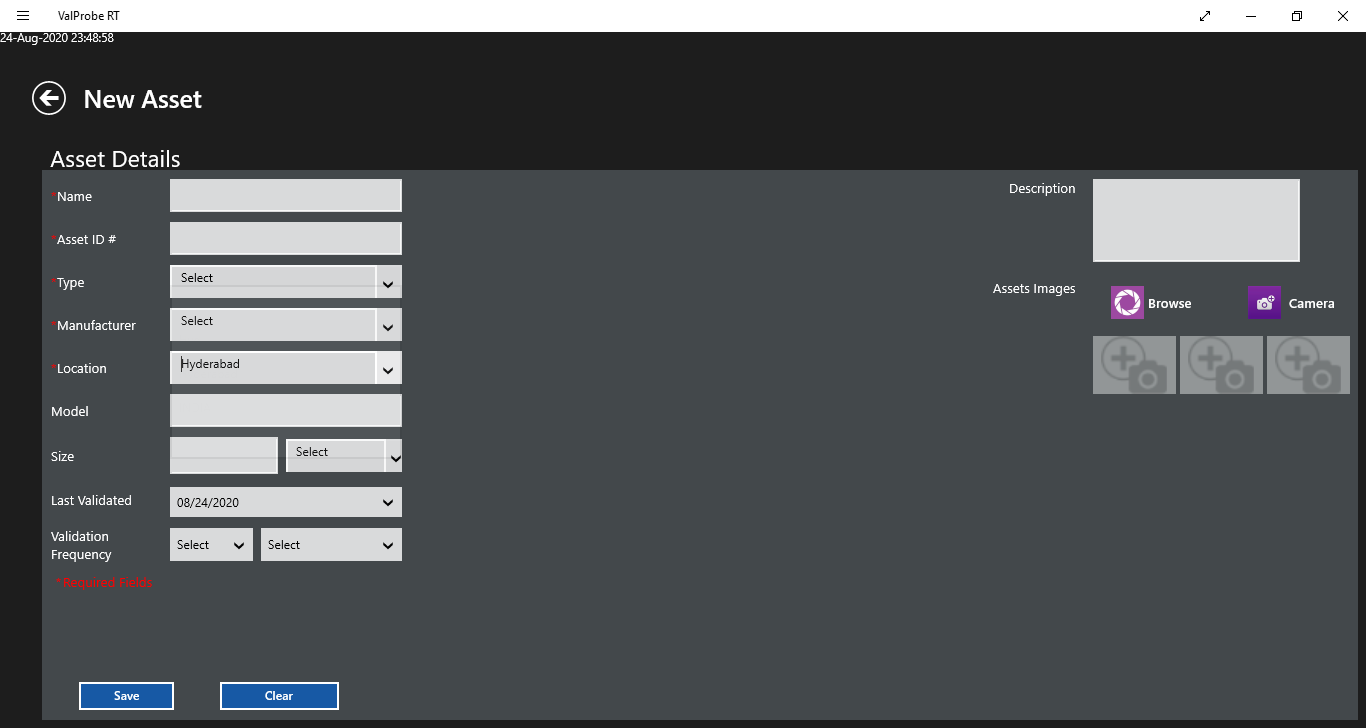 ValProbe RT
24-Aug-2020 23:48:58
New Asset
Asset Details
*Name
*Asset ID #
*Type
Select
*Manufacturer
Select
*Location
Hyderabad
Model
Size
Select
Last Validated
08/24/2020
Validation
Frequency
Select
Select
*Required Fields
Description
Assets Images
Browse
Camera
Save
Clear